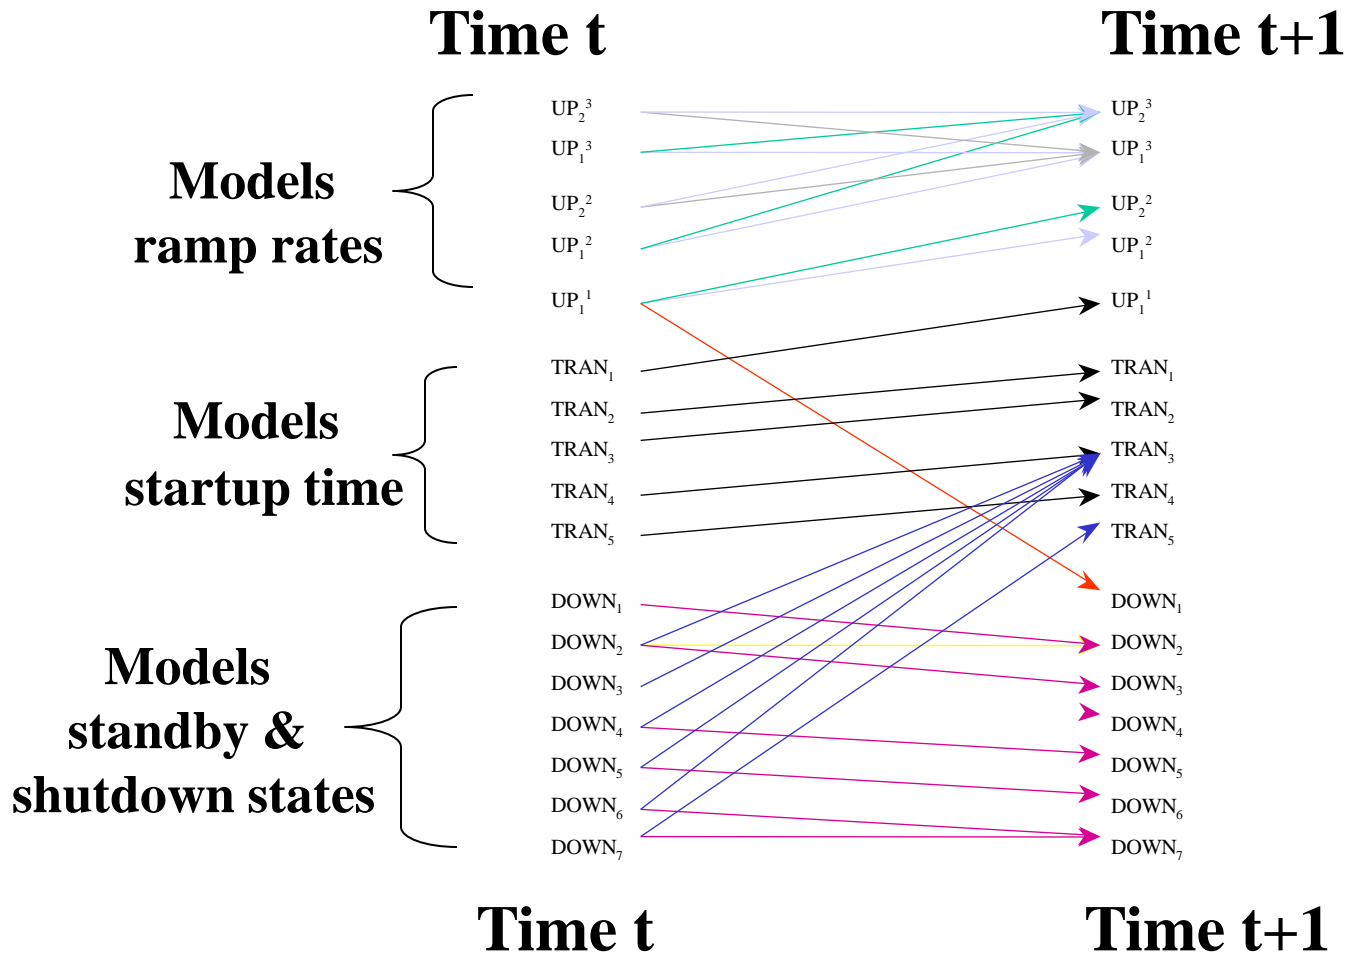 Time t Time t+1
UP₂³ UP₂³
UP₁³ UP₁³
Models
ramp rates
UP₂² UP₂²
UP₁² UP₁²
UP₁¹ UP₁¹
TRAN₁ TRAN₁
TRAN₂ TRAN₂
Models
startup time
TRAN₃ TRAN₃
TRAN₄ TRAN₄
TRAN₅ TRAN₅
DOWN₁ DOWN₁
DOWN₂ DOWN₂
Models
standby &
shutdown states
DOWN₃ DOWN₃
DOWN₄ DOWN₄
DOWN₅ DOWN₅
DOWN₆ DOWN₆
DOWN₇ DOWN₇
Time t Time t+1